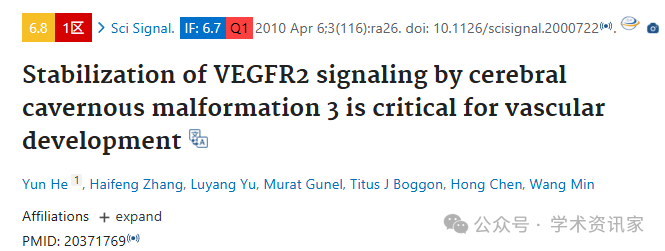 6.8 1区 > Sci Signal. IF: 6.7 Q1 2010 Apr 6;3(116):ra26. doi: 10.1126/scisignal.2000722.
Stabilization of VEGFR2 signaling by cerebral
cavernous malformation 3 is critical for vascular
development
Yun He 1, Haifeng Zhang, Luyang Yu, Murat Gunel, Titus J Boggon, Hong Chen, Wang Min
Affiliations + expand
公众号 · 学术资讯家
PMID: 20371769